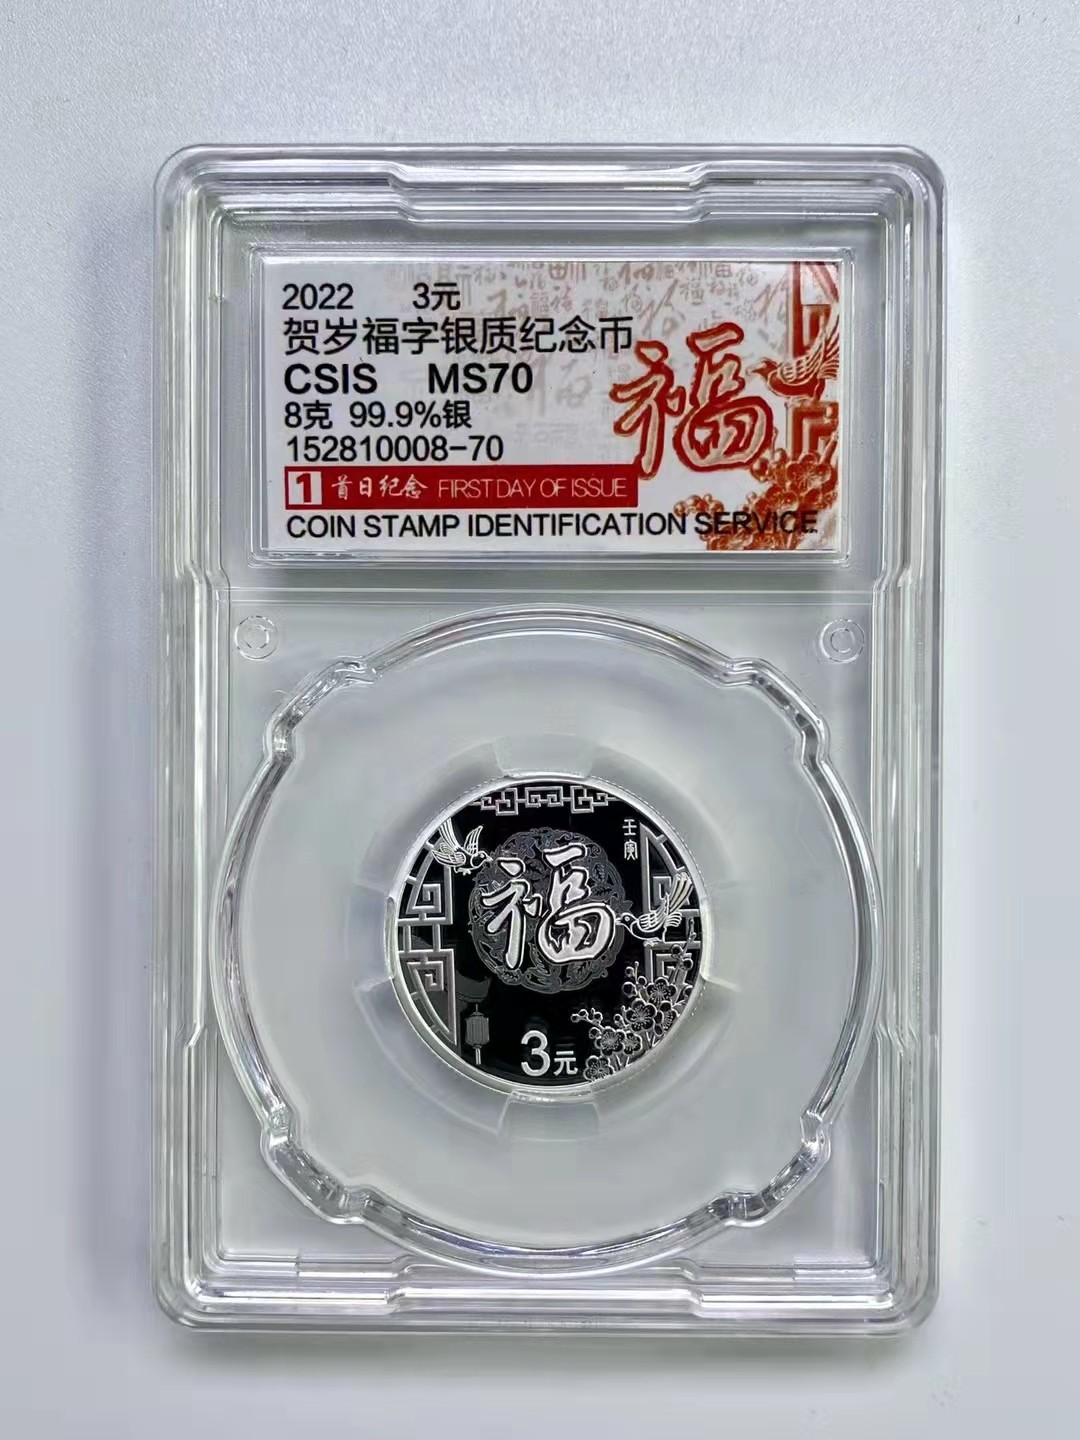 2022 3元
贺岁福字银质纪念币
CSIS MS70
8克 99.9%银
152810008-70
1 首日纪念 FIRST DAY OF ISSUE
COIN STAMP IDENTIFICATION SERVICE
福
壬寅
福
3元